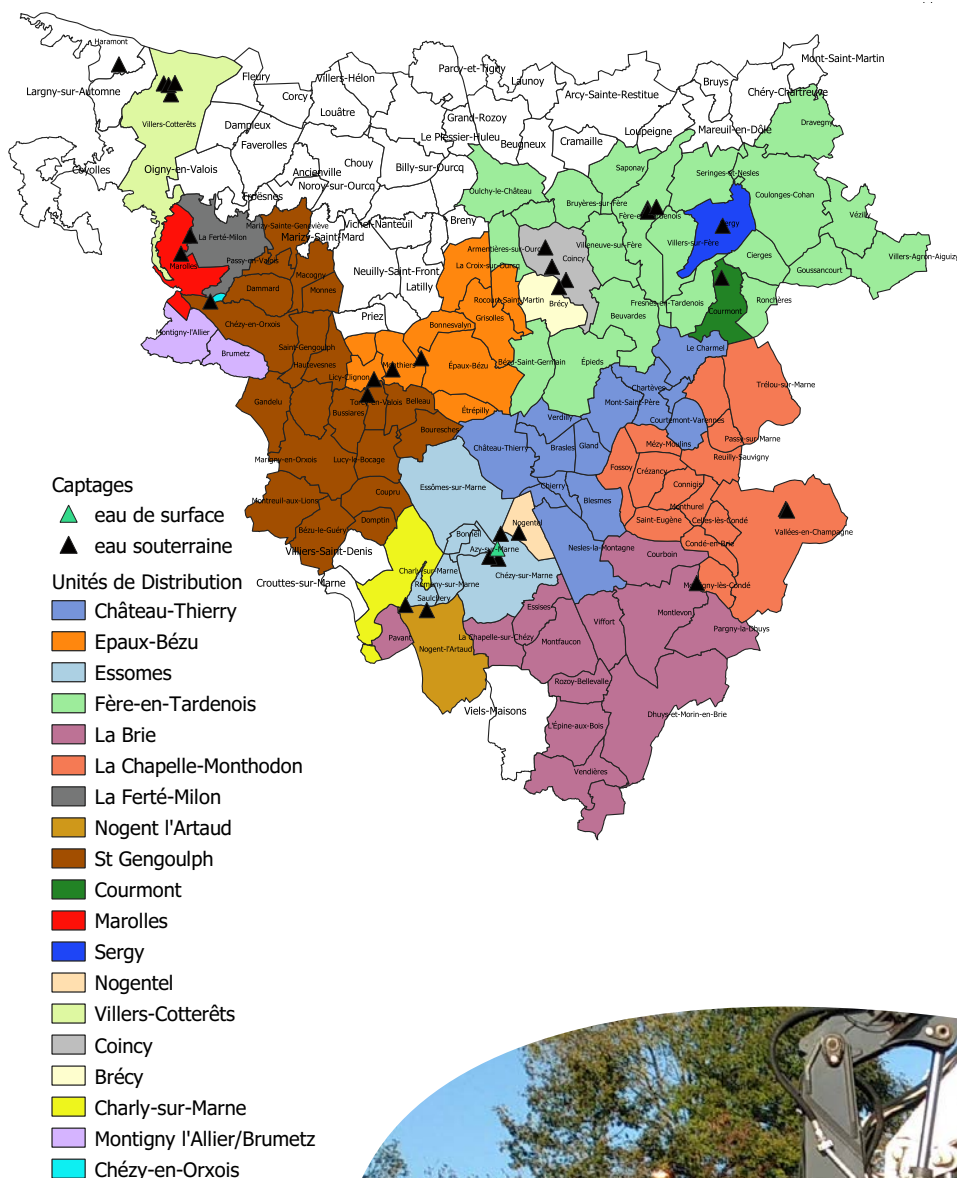 Mont-Saint-Martin
Haramont
Parcy-et-Tigny
Fleury
Villers-Hélon
Launoy
Bruys
Largny-sur-Automne
Corcy
Arcy-Sainte-Restitue
Chéry-Chartreuve
Louâtre
Grand-Rozoy
Villers-Cotterêts
Dampleux
Loupeigne
Mareuil-en-Dôle
Dravegny
Le Plessier-Huleu
Faverolles
Beugneux
Cramaille
Chouy
Billy-sur-Ourcq
Coyolles
Oigny-en-Valois
Ancienville
Saponay
Seringes-et-Nesles
Noroy-sur-Ourcq
Oulchy-le-Château
Coulonges-Cohan
Bruyères-sur-Fère
Fère-en-Tardenois
Vézilly
Marizy-Sainte-Geneviève
Vichel-Nanteuil
Breny
Sergy
La Ferté-Milon
Marizy-Saint-Mard
Armentières-sur-Ourcq
Villeneuve-sur-Fère
Villers-sur-Fère
Cierges
Villers-Agron-Aiguizy
Marolles
Passy-en-Valois
Neuilly-Saint-Front
La Croix-sur-Ourcq
Coincy
Goussancourt
Macogny
Latilly
Dammard
Monnes
Rocourt-Saint-Martin
Brécy
Fresnes-en-Tardenois
Ronchères
Priez
Grisolles
Beuvardes
Courmont
Chézy-en-Orxois
Bonnesvalyn
Montigny-l'Allier
Saint-Gengoulph
Le Charmel
Brumetz
Hautevesnes
Monthiers
Épaux-Bézu
Bézu-Saint-Germain
Épieds
Licy-Clignon
Chartèves
Trélou-sur-Marne
Gandelu
Torcy-en-Valois
Belleau
Étrépilly
Mont-Saint-Père
Bussiares
Verdilly
Courtemont-Varennes
Bouresches
Passy-sur-Marne
Château-Thierry
Brasles
Gland
Mézy-Moulins
Marigny-en-Orxois
Lucy-le-Bocage
Reuilly-Sauvigny
Fossoy
Crézancy
Essômes-sur-Marne
Chierry
Connigis
Captages
Coupru
Montreuil-aux-Lions
Blesmes
Monthurel
eau de surface
Domptin
Nogentel
Saint-Eugène
Celles-lès-Condé
Bézu-le-Guéry
Bonneil
Vallées-en-Champagne
eau souterraine
Villiers-Saint-Denis
Azy-sur-Marne
Nesles-la-Montagne
Condé-en-Brie
Courboin
Unités de Distribution
Crouttes-sur-Marne
Charly-sur-Marne
Chézy-sur-Marne
Romeny-sur-Marne
Montigny-lès-Condé
Saulchery
Château-Thierry
Essises
Montlevon
Viffort
Pargny-la-Dhuys
Epaux-Bézu
Pavant
Nogent-l'Artaud
La Chapelle-sur-Chézy
Montfaucon
Essomes
Rozoy-Bellevalle
Fère-en-Tardenois
Viels-Maisons
Dhuys-et-Morin-en-Brie
L'Épine-aux-Bois
La Brie
La Chapelle-Monthodon
Vendières
La Ferté-Milon
Nogent l'Artaud
St Gengoulph
Courmont
Marolles
Sergy
Nogentel
Villers-Cotterêts
Coincy
Brécy
Charly-sur-Marne
Montigny l'Allier/Brumetz
Chézy-en-Orxois